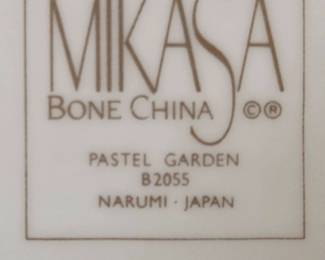 MIKASA
BONE CHINA ©®
PASTEL GARDEN
B2055
NARUMI · JAPAN